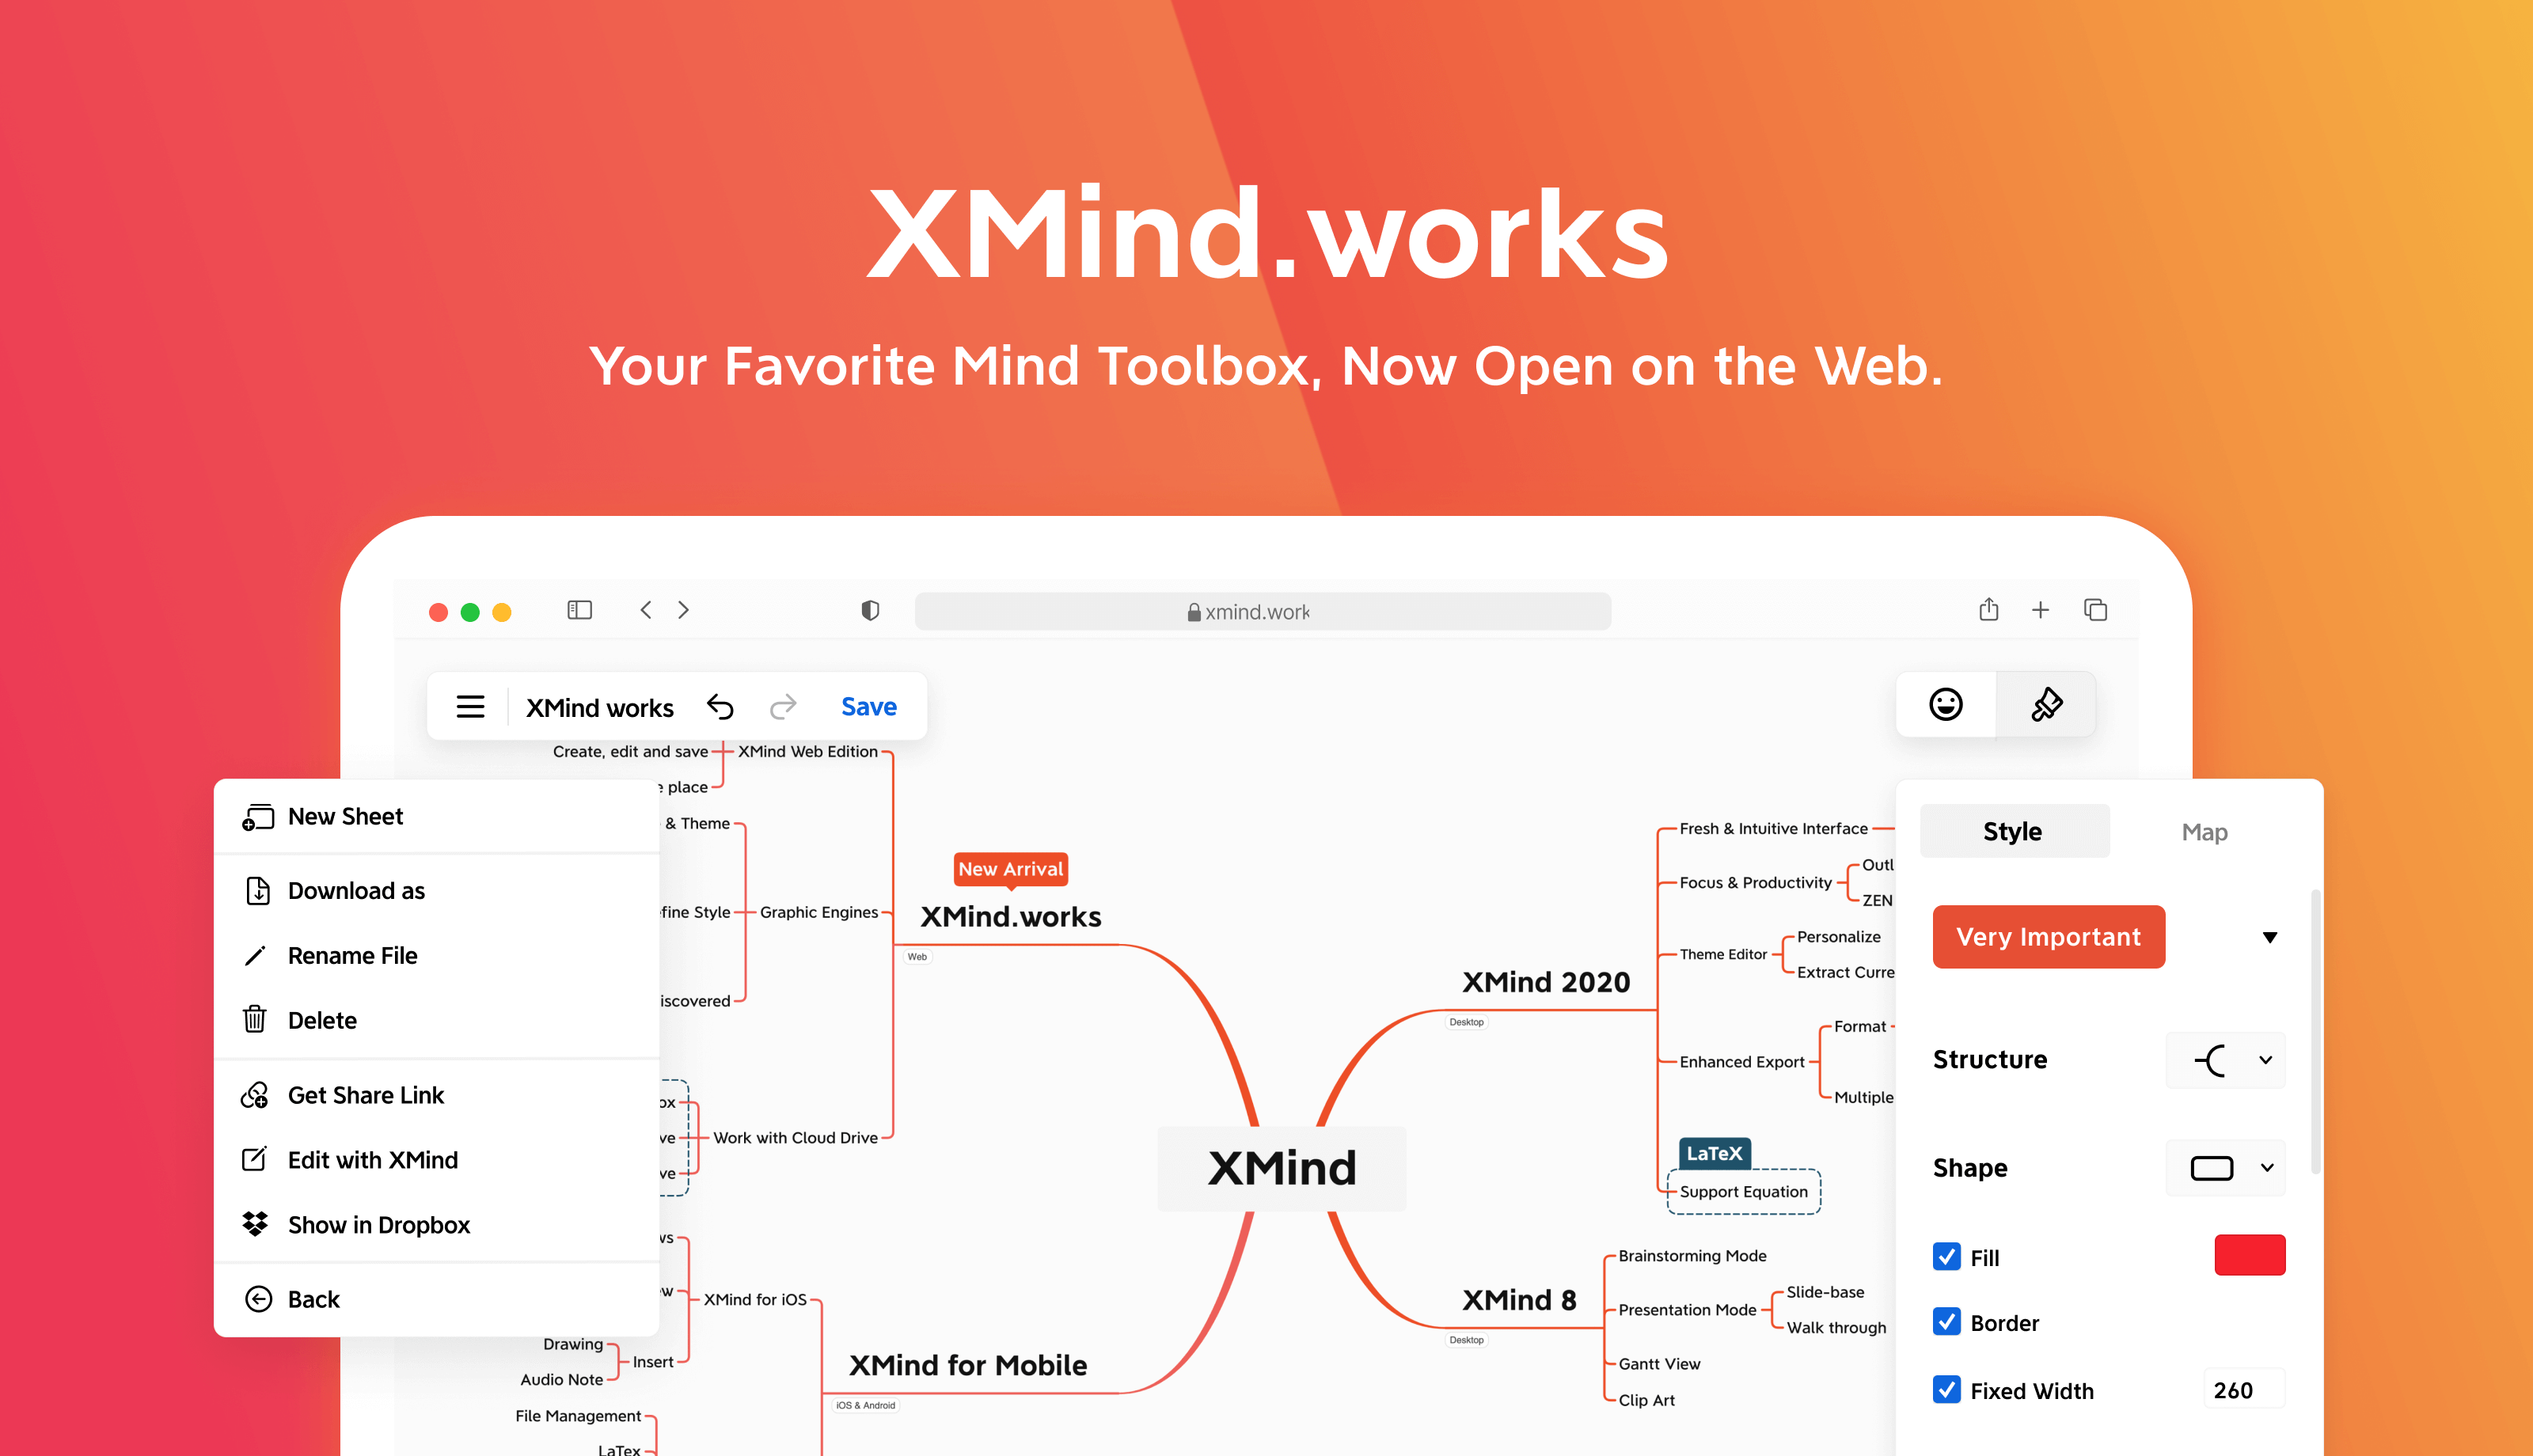 XMind.works
Your Favorite Mind Toolbox, Now Open on the Web.
xmind.work
XMind works
Save
New Sheet
Download as
Rename File
Delete
Get Share Link
Edit with XMind
Show in Dropbox
Back
Create, edit and save
XMind Web Edition
place
& Theme
fine Style
Graphic Engines
iscovered
Work with Cloud Drive
New Arrival
XMind.works
Web
XMind for iOS
Drawing
Insert
Audio Note
File Management
LaTex
XMind for Mobile
iOS & Android
XMind
XMind 2020
Desktop
Fresh & Intuitive Interface
Focus & Productivity
Outl
ZEN
Theme Editor
Personalize
Extract Curre
Enhanced Export
Format
Multiple
LaTeX
Support Equation
XMind 8
Desktop
Brainstorming Mode
Presentation Mode
Slide-base
Walk through
Gantt View
Clip Art
Style
Map
Very Important
Structure
Shape
Fill
Border
Fixed Width
260